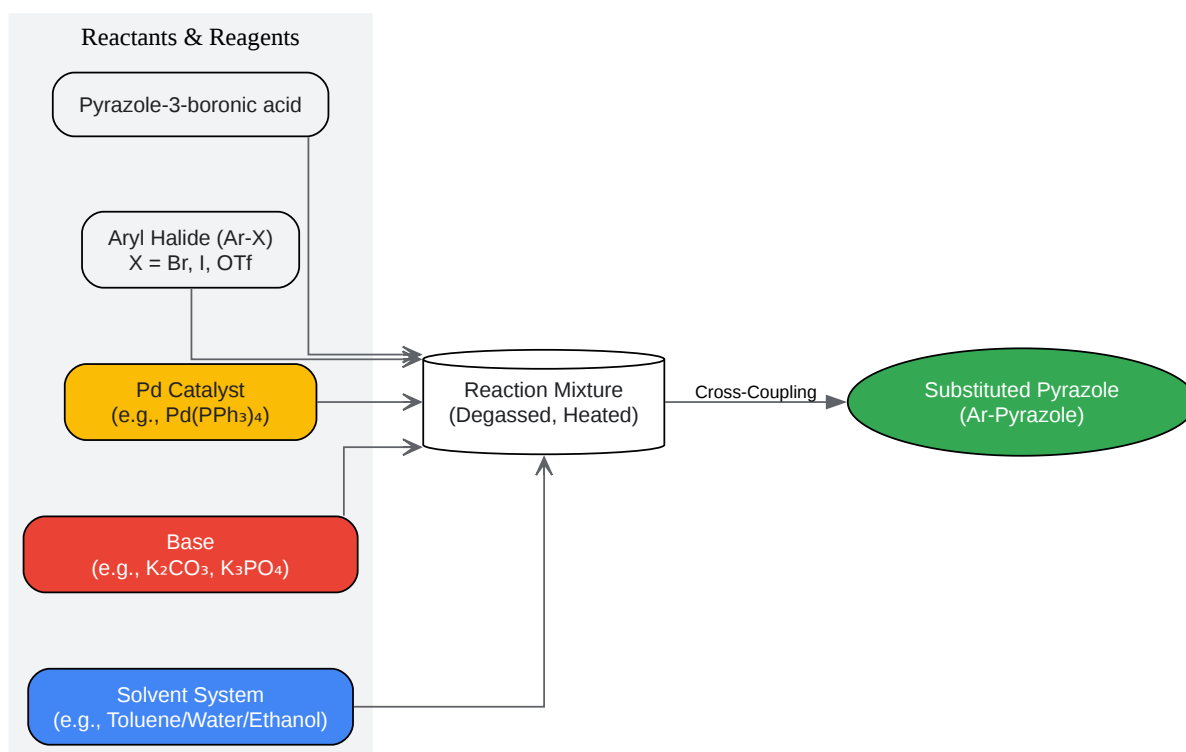 Reactants & Reagents
Pyrazole-3-boronic acid
Aryl Halide (Ar-X)
X = Br, I, OTf
Pd Catalyst
(e.g., Pd(PPh₃)₄)
Base
(e.g., K₂CO₃, K₃PO₄)
Solvent System
(e.g., Toluene/Water/Ethanol)
Reaction Mixture
(Degassed, Heated)
Cross-Coupling
Substituted Pyrazole
(Ar-Pyrazole)